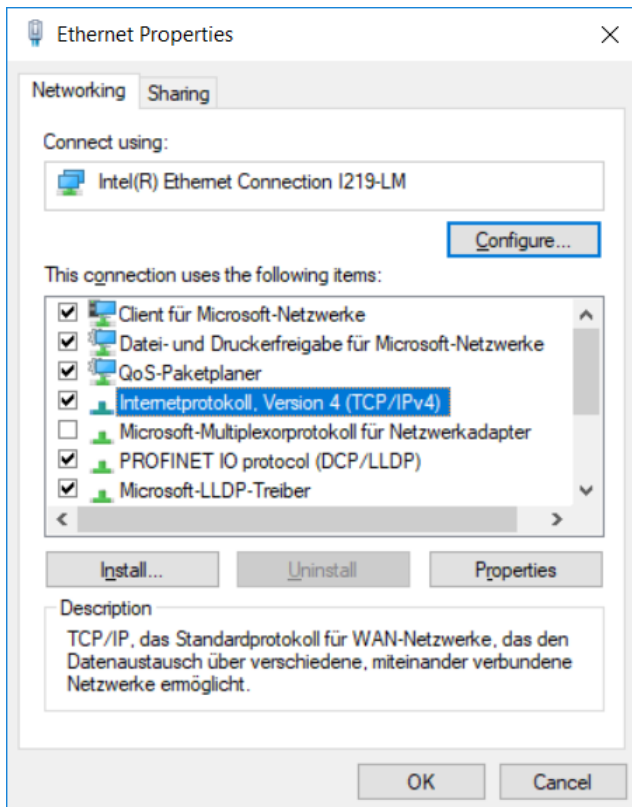 Ethernet Properties
Networking
Sharing
Connect using:
Intel(R) Ethernet Connection I219-LM
Configure...
This connection uses the following items:
Client für Microsoft-Netzwerke
Datei- und Druckerfreigabe für Microsoft-Netzwerke
QoS-Paketplaner
Internetprotokoll, Version 4 (TCP/IPv4)
Microsoft-Multiplexorprotokoll für Netzwerkadapter
PROFINET IO protocol (DCP/LLDP)
Microsoft-LLDP-Treiber
Install...
Uninstall
Properties
Description
TCP/IP, das Standardprotokoll für WAN-Netzwerke, das den
Datenaustausch über verschiedene, miteinander verbundene
Netzwerke ermöglicht.
OK
Cancel